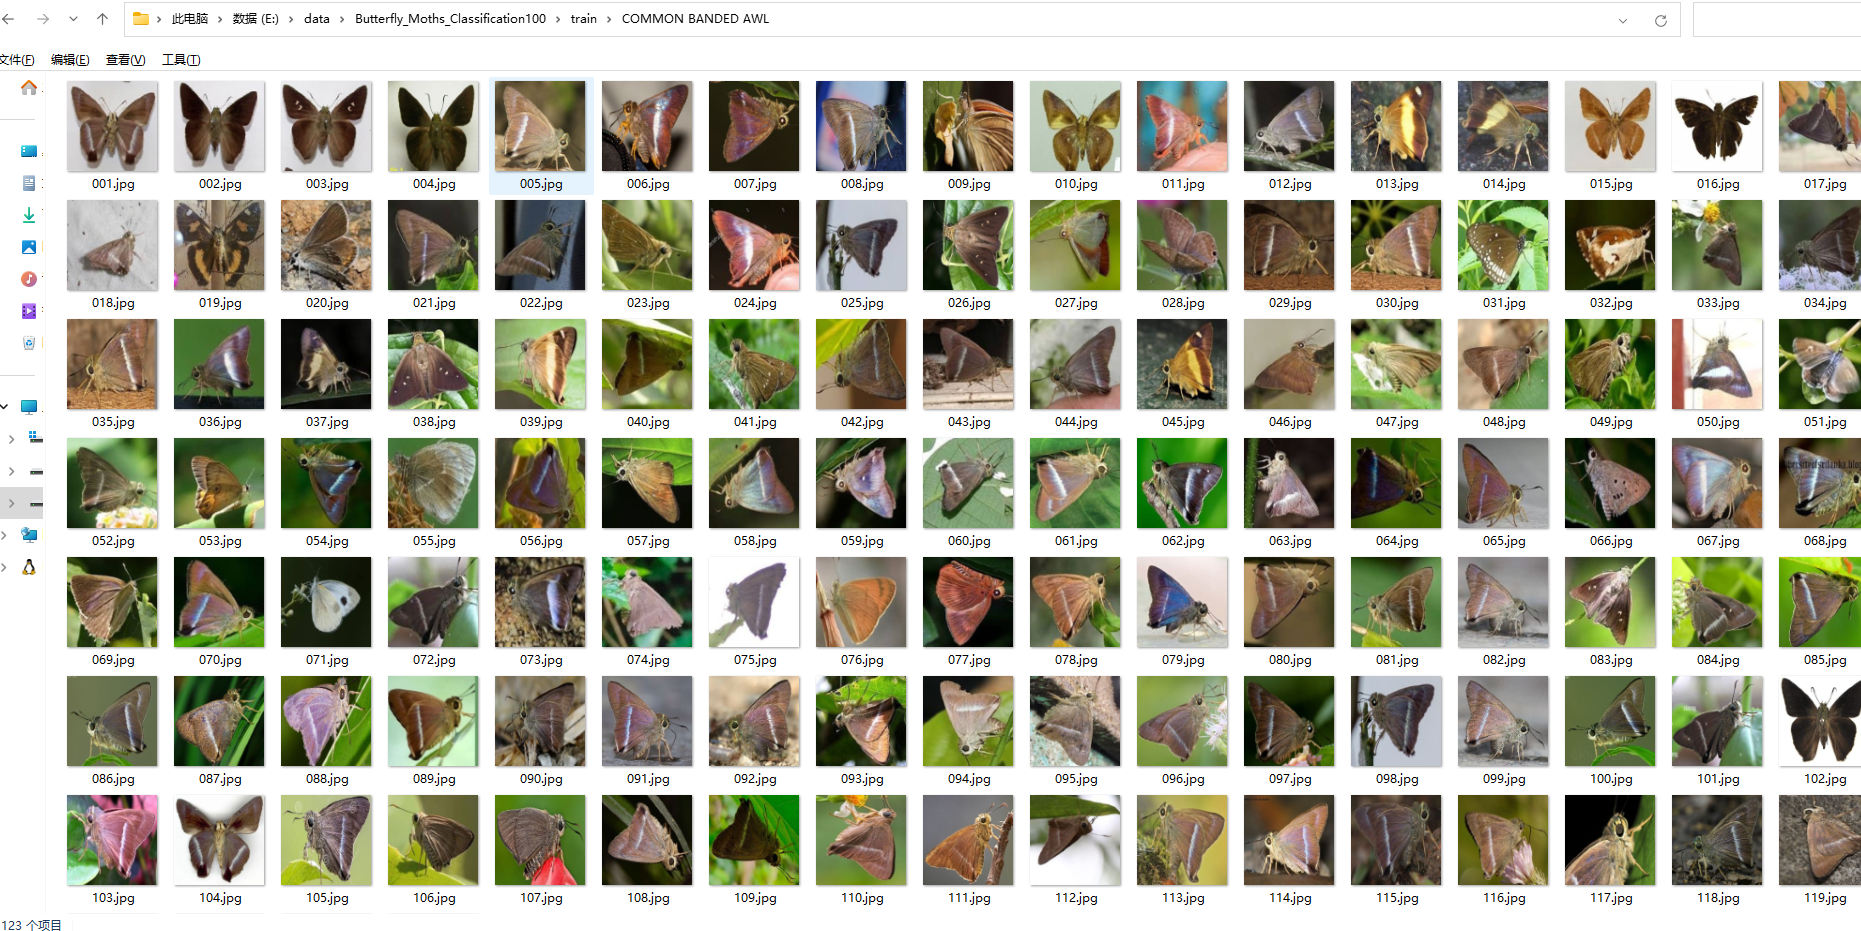 此电脑 > 数据 (E:) > data > Butterfly_Moths_Classification100 > train > COMMON BANDED AWL
文件(F) 编辑(E) 查看(V) 工具(T)
001.jpg 002.jpg 003.jpg 004.jpg 005.jpg 006.jpg 007.jpg 008.jpg 009.jpg 010.jpg 011.jpg 012.jpg 013.jpg 014.jpg 015.jpg 016.jpg 017.jpg
018.jpg 019.jpg 020.jpg 021.jpg 022.jpg 023.jpg 024.jpg 025.jpg 026.jpg 027.jpg 028.jpg 029.jpg 030.jpg 031.jpg 032.jpg 033.jpg 034.jpg
035.jpg 036.jpg 037.jpg 038.jpg 039.jpg 040.jpg 041.jpg 042.jpg 043.jpg 044.jpg 045.jpg 046.jpg 047.jpg 048.jpg 049.jpg 050.jpg 051.jpg
052.jpg 053.jpg 054.jpg 055.jpg 056.jpg 057.jpg 058.jpg 059.jpg 060.jpg 061.jpg 062.jpg 063.jpg 064.jpg 065.jpg 066.jpg 067.jpg 068.jpg
069.jpg 070.jpg 071.jpg 072.jpg 073.jpg 074.jpg 075.jpg 076.jpg 077.jpg 078.jpg 079.jpg 080.jpg 081.jpg 082.jpg 083.jpg 084.jpg 085.jpg
086.jpg 087.jpg 088.jpg 089.jpg 090.jpg 091.jpg 092.jpg 093.jpg 094.jpg 095.jpg 096.jpg 097.jpg 098.jpg 099.jpg 100.jpg 101.jpg 102.jpg
103.jpg 104.jpg 105.jpg 106.jpg 107.jpg 108.jpg 109.jpg 110.jpg 111.jpg 112.jpg 113.jpg 114.jpg 115.jpg 116.jpg 117.jpg 118.jpg 119.jpg
123 个项目